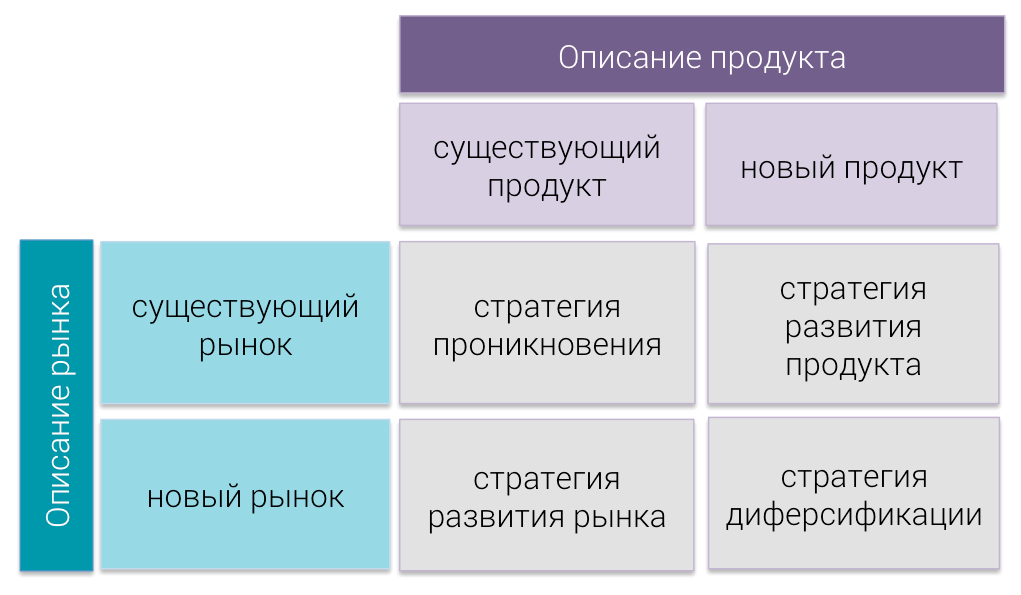 Описание продукта
существующий
продукт
новый продукт
Описание рынка
существующий
рынок
стратегия
проникновения
стратегия
развития
продукта
новый рынок
стратегия
развития рынка
стратегия
диферсификации